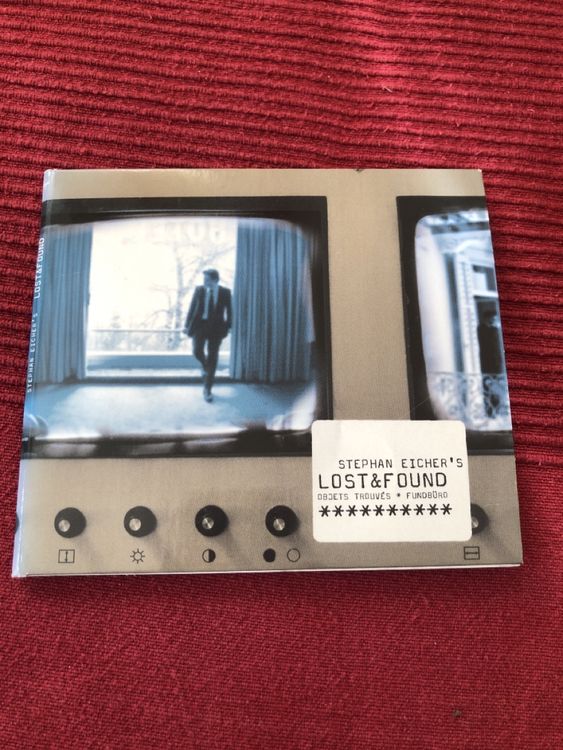 STEPHAN EICHER'S LOST&FOUND
STEPHAN EICHER'S
LOST&FOUND
OBJETS TROUVÉS * FUNDBÜRO
**********